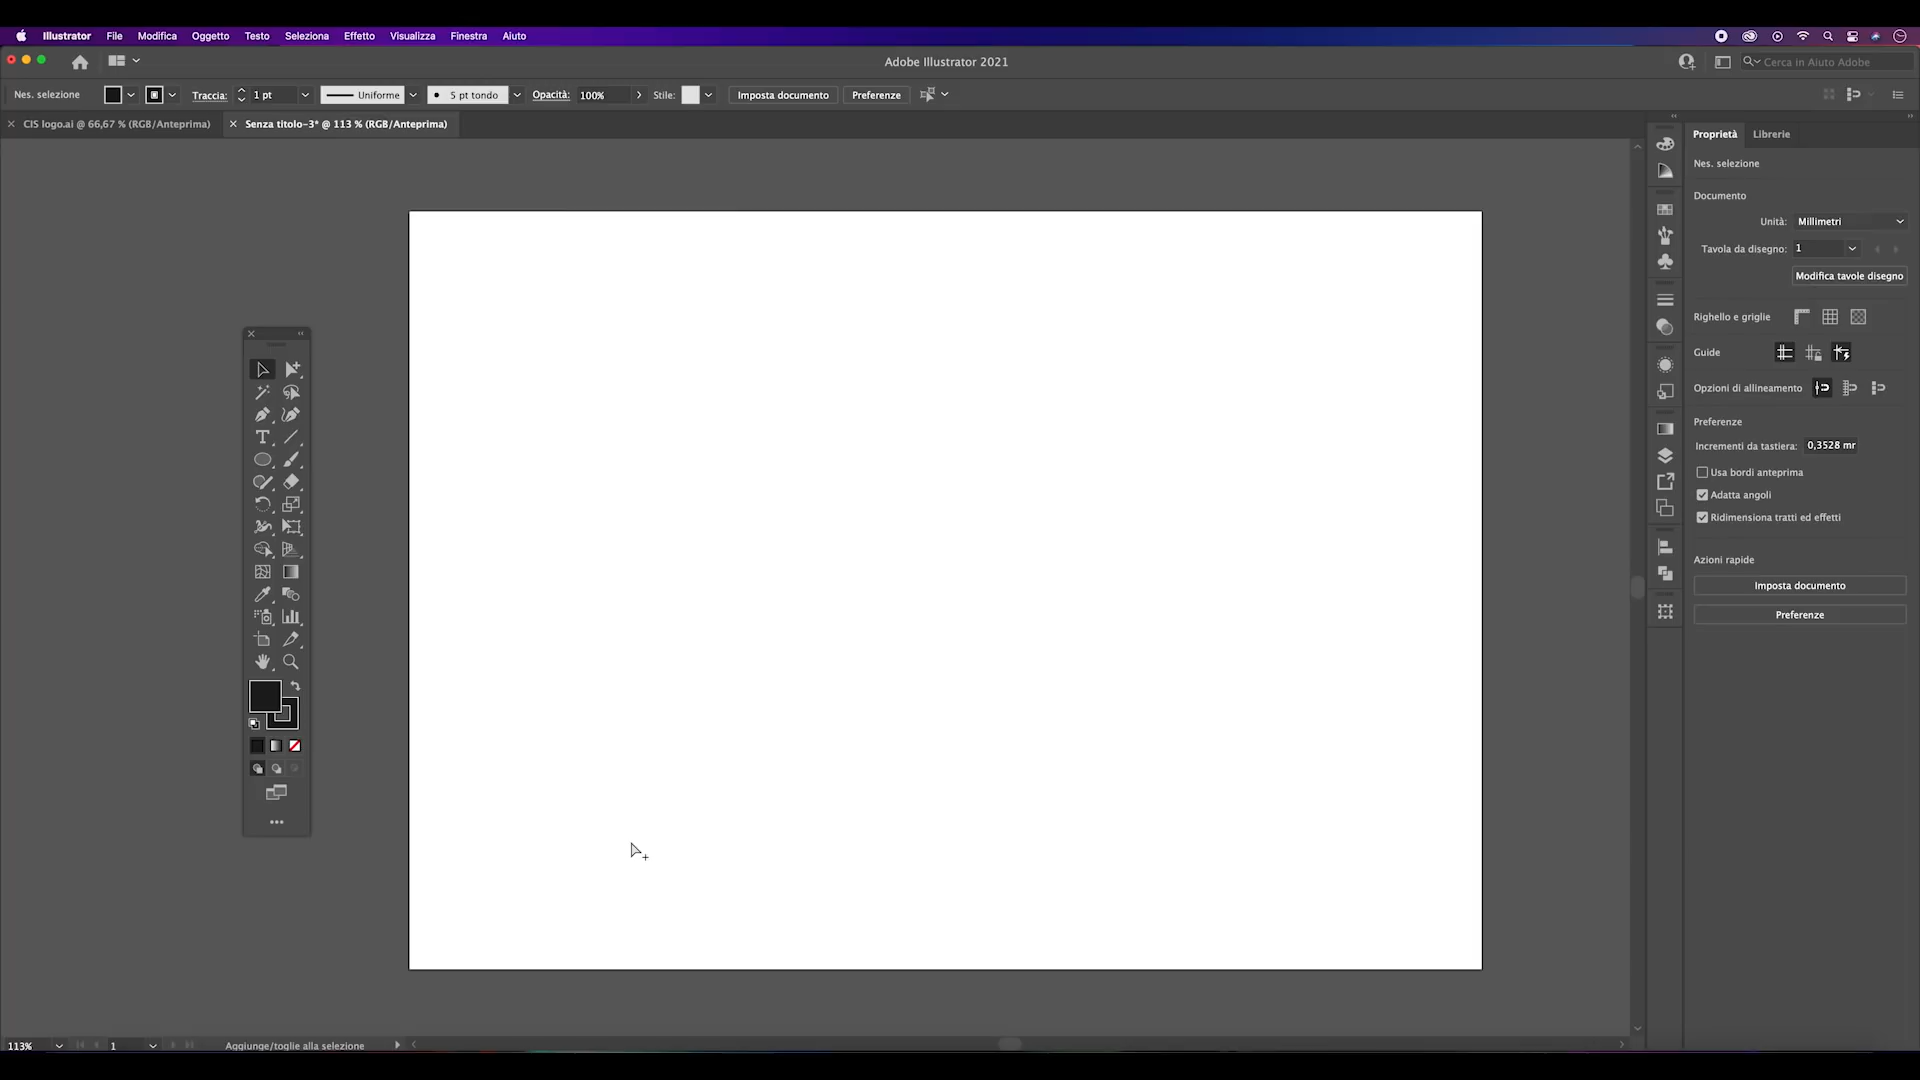 Illustrator File Modifica Oggetto Testo Seleziona Effetto Visualizza Finestra Aiuto
Adobe Illustrator 2021
Cerca in Aiuto Adobe
Nes. selezione Traccia: 1 pt Uniforme 5 pt tondo Opacità: 100% Stile: Imposta documento Preferenze
CIS logo.ai @ 66,67 % (RGB/Anteprima) Senza titolo-3* @ 113 % (RGB/Anteprima)
Proprietà Librerie
Nes. selezione
Documento
Unità: Millimetri
Tavola da disegno: 1
Modifica tavole disegno
Righello e griglie
Guide
Opzioni di allineamento
Preferenze
Incrementi da tastiera: 0,3528 mr
Usa bordi anteprima
Adatta angoli
Ridimensiona tratti ed effetti
Azioni rapide
Imposta documento
Preferenze
113% 1 Aggiunge/toglie alla selezione